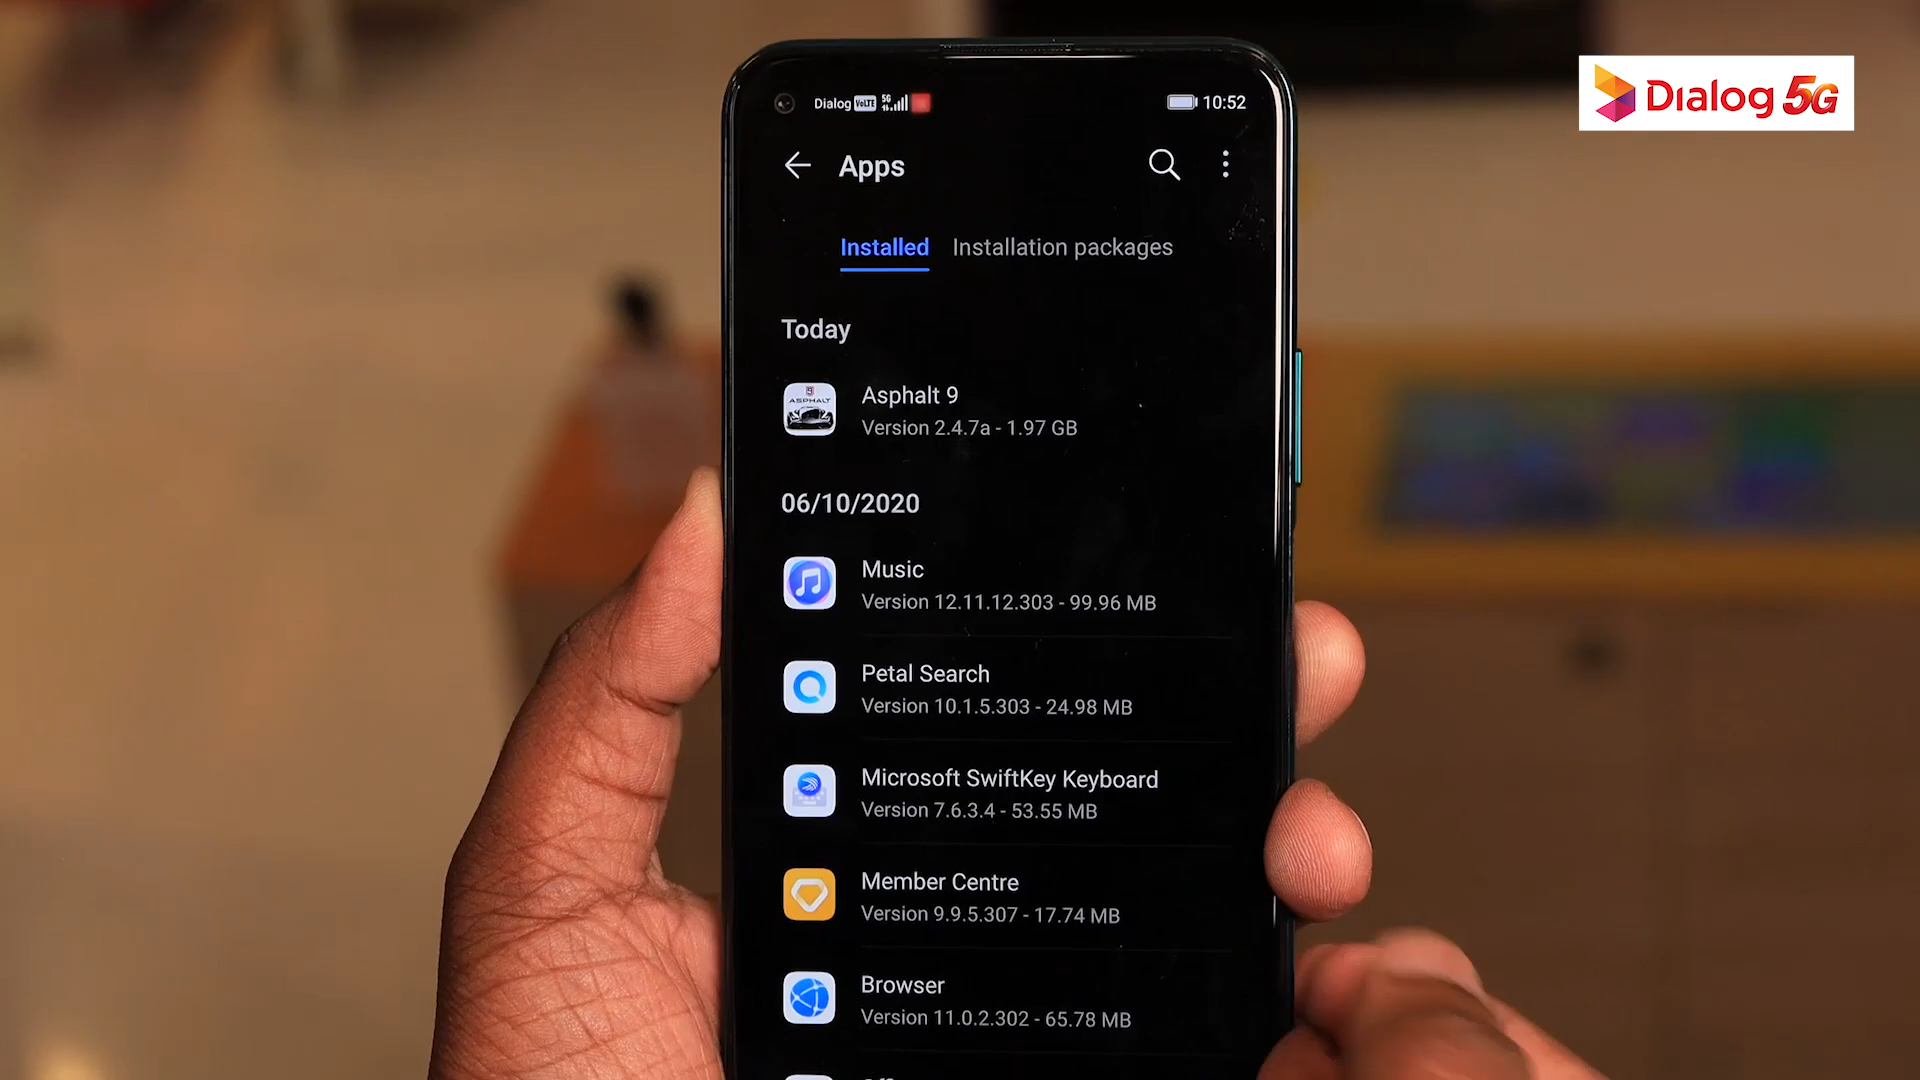 Dialog 5G
Dialog VoLTE 5G 10:52
Apps
Installed Installation packages
Today
ASPHALT
Asphalt 9
Version 2.4.7a - 1.97 GB
06/10/2020
Music
Version 12.11.12.303 - 99.96 MB
Petal Search
Version 10.1.5.303 - 24.98 MB
Microsoft SwiftKey Keyboard
Version 7.6.3.4 - 53.55 MB
Member Centre
Version 9.9.5.307 - 17.74 MB
Browser
Version 11.0.2.302 - 65.78 MB